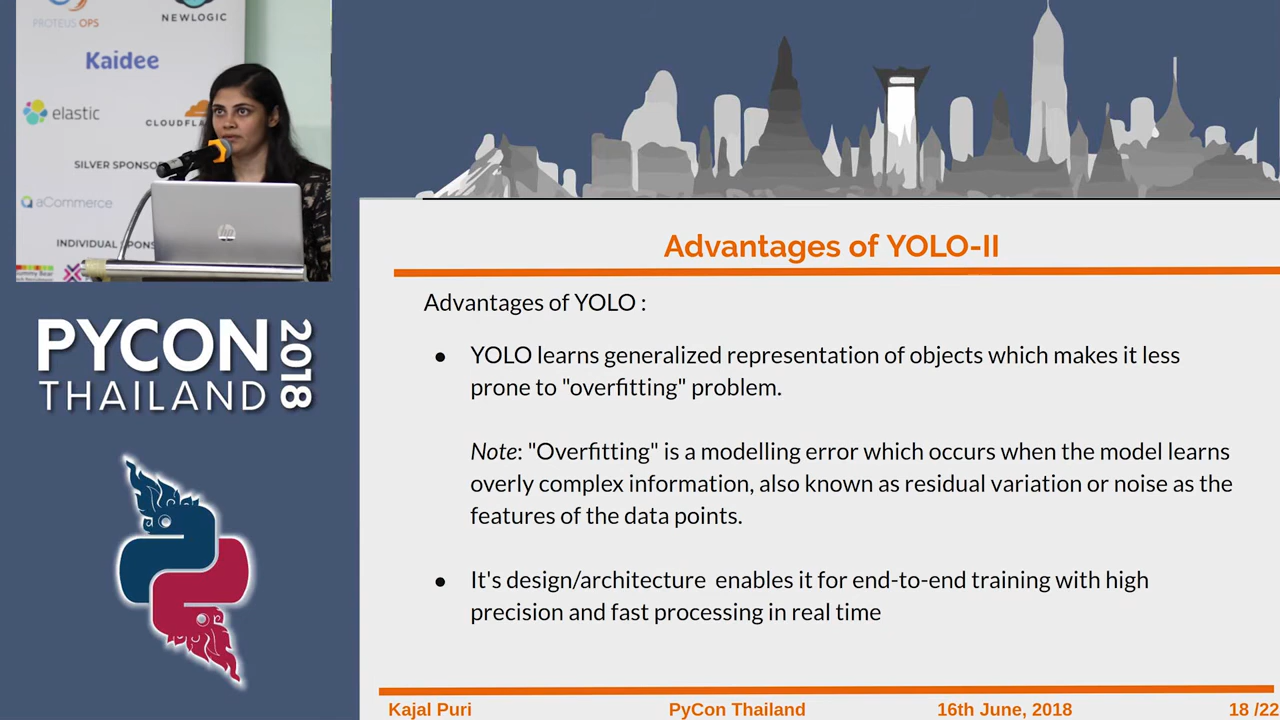 PROTEUS OPS
NEWLOGIC
Kaidee
elastic
CLOUDFLA
SILVER SPONSO
aCommerce
INDIVIDUAL SPONS
hp
PYCON
THAILAND
2018
Advantages of YOLO-II
Advantages of YOLO :
● YOLO learns generalized representation of objects which makes it less
prone to "overfitting" problem.
Note: "Overfitting" is a modelling error which occurs when the model learns
overly complex information, also known as residual variation or noise as the
features of the data points.
● It's design/architecture enables it for end-to-end training with high
precision and fast processing in real time
Kajal Puri
PyCon Thailand
16th June, 2018
18 /22